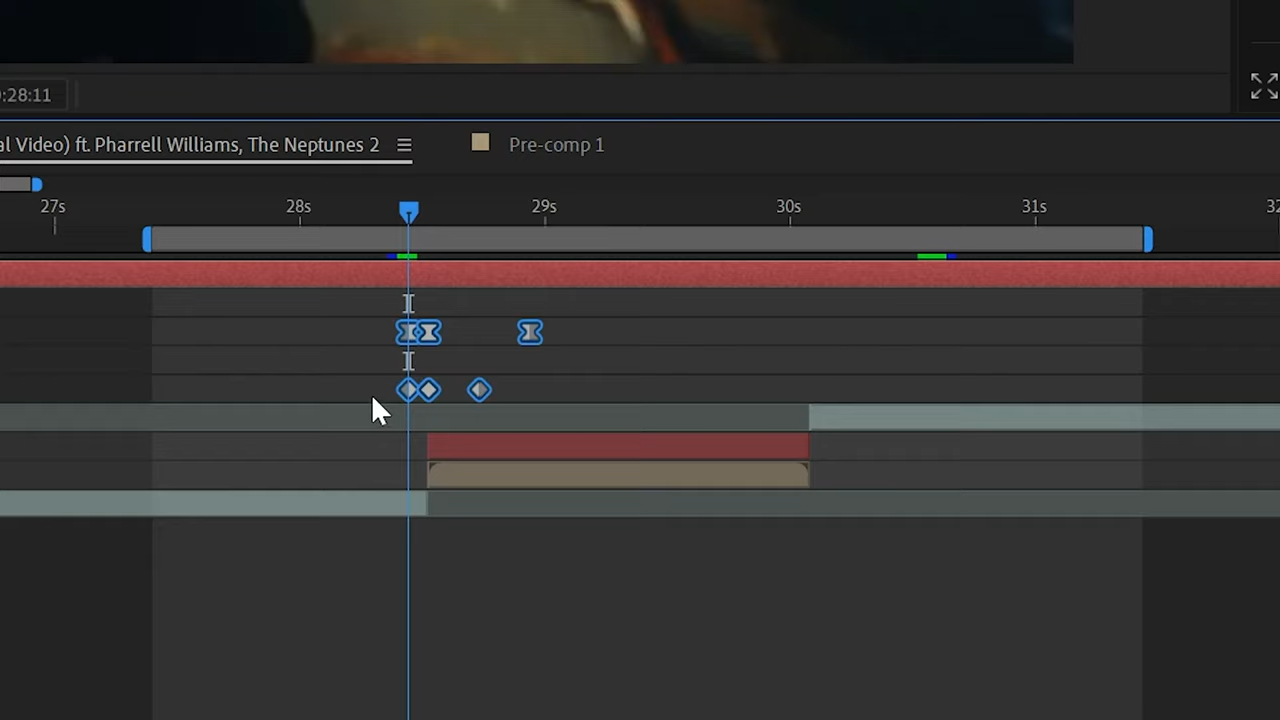 :28:11
al Video) ft. Pharrell Williams, The Neptunes 2
Pre-comp 1
27s 28s 29s 30s 31s 32